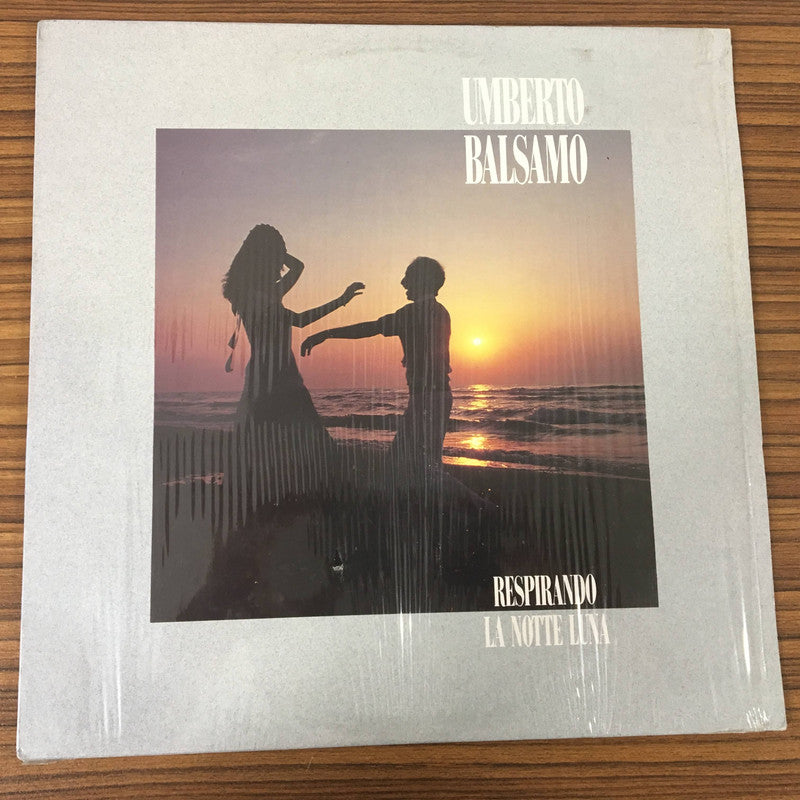 UMBERTO
BALSAMO
RESPIRANDO
LA NOTTE LUNA